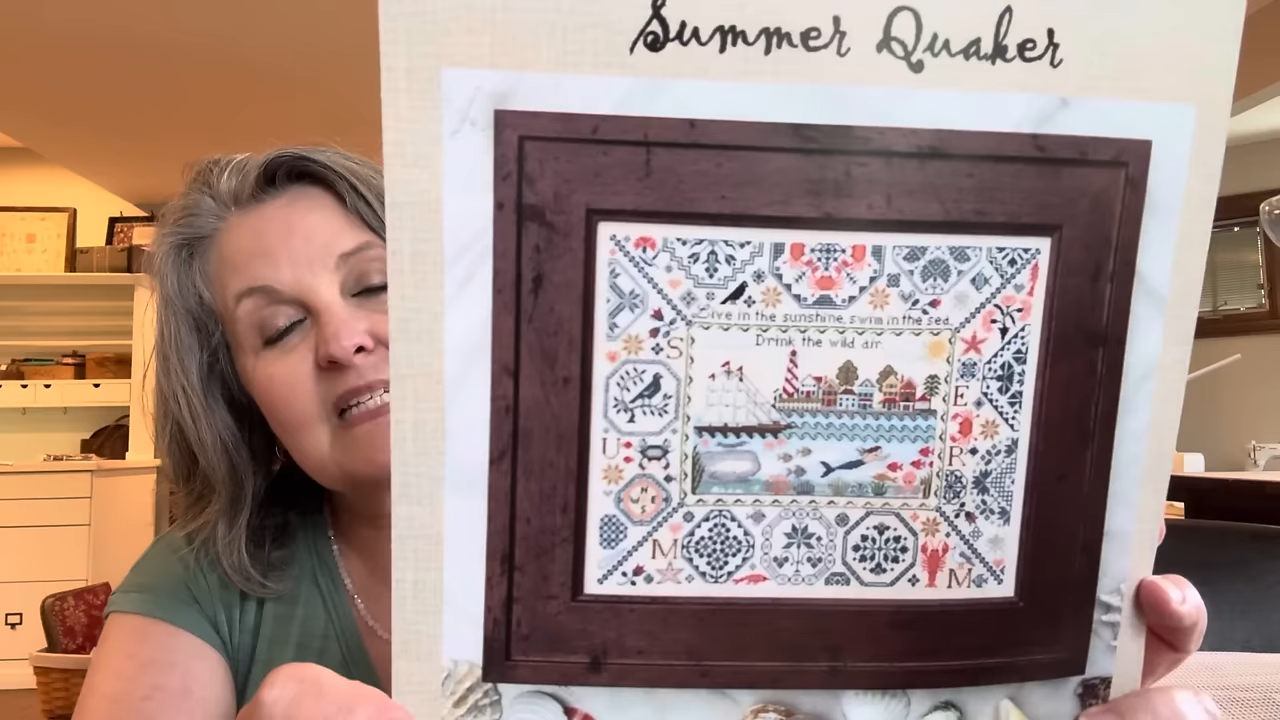 Summer Quaker
Live in the sunshine, swim in the sea,
Drink the wild air
S
E
U
R
M
M